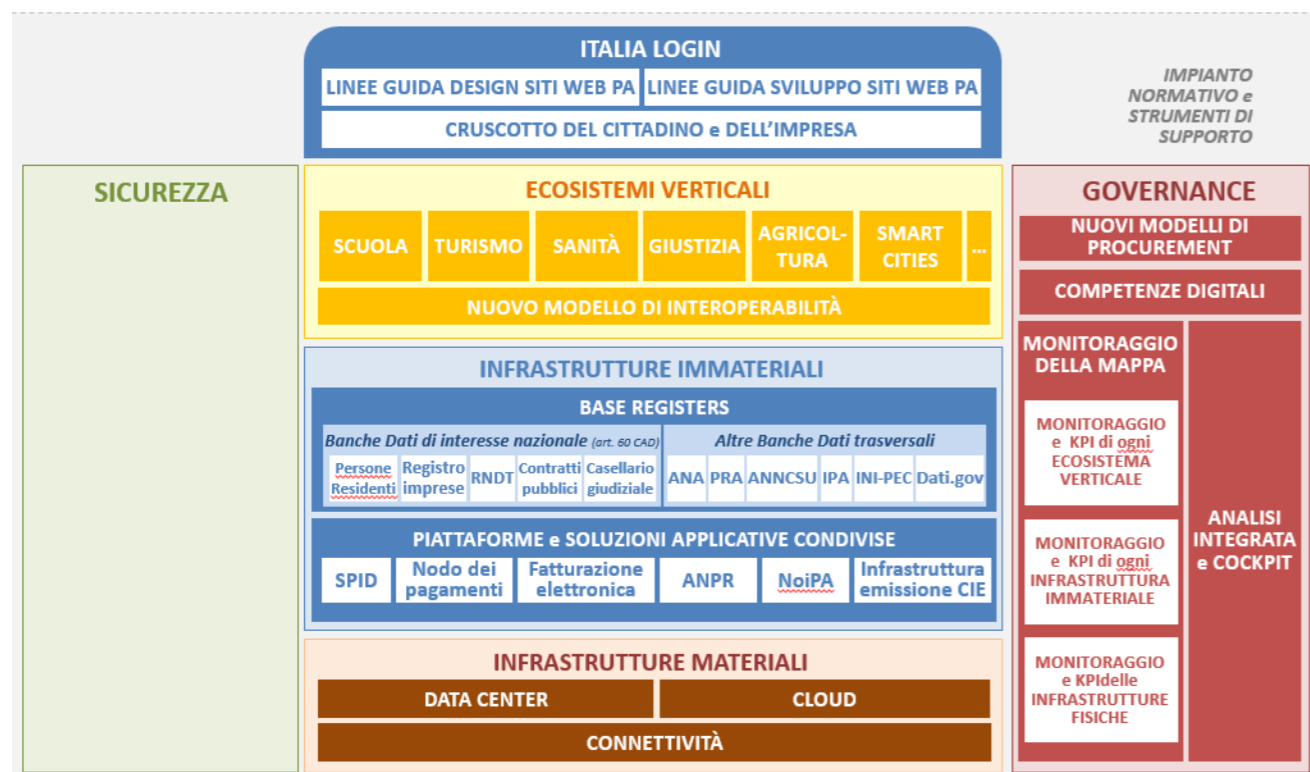 ITALIA LOGIN
LINEE GUIDA DESIGN SITI WEB PA
LINEE GUIDA SVILUPPO SITI WEB PA
CRUSCOTTO DEL CITTADINO e DELL'IMPRESA
IMPIANTO
NORMATIVO e
STRUMENTI DI
SUPPORTO
SICUREZZA
ECOSISTEMI VERTICALI
SCUOLA
TURISMO
SANITÀ
GIUSTIZIA
AGRICOL-
TURA
SMART
CITIES
...
NUOVO MODELLO DI INTEROPERABILITÀ
INFRASTRUTTURE IMMATERIALI
BASE REGISTERS
Banche Dati di interesse nazionale (art. 60 CAD)
Persone
Residenti
Registro
imprese
RNDT
Contratti
pubblici
Casellario
giudiziale
Altre Banche Dati trasversali
ANA
PRA
ANNCSU
IPA
INI-PEC
Dati.gov
PIATTAFORME e SOLUZIONI APPLICATIVE CONDIVISE
SPID
Nodo dei
pagamenti
Fatturazione
elettronica
ANPR
NoiPA
Infrastruttura
emissione CIE
INFRASTRUTTURE MATERIALI
DATA CENTER
CLOUD
CONNETTIVITÀ
GOVERNANCE
NUOVI MODELLI DI
PROCUREMENT
COMPETENZE DIGITALI
MONITORAGGIO
DELLA MAPPA
MONITORAGGIO
e KPI di ogni
ECOSISTEMA
VERTICALE
MONITORAGGIO
e KPI di ogni
INFRASTRUTTURA
IMMATERIALE
MONITORAGGIO
e KPIdelle
INFRASTRUTTURE
FISICHE
ANALISI
INTEGRATA
e COCKPIT